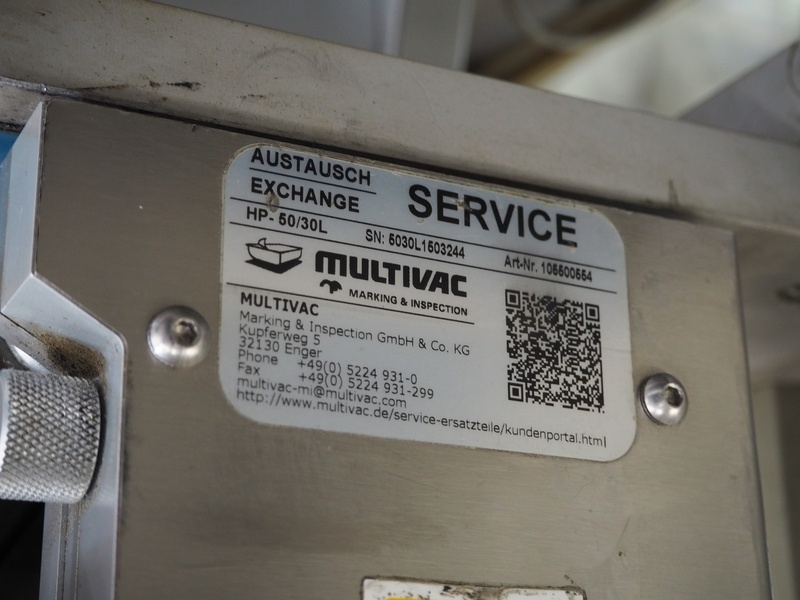 AUSTAUSCH
EXCHANGE
SERVICE
HP- 50/30L
SN: 5030L1503244
Art-Nr. 106600554
MULTIVAC
MARKING & INSPECTION
MULTIVAC
Marking & Inspection GmbH & Co. KG
Kupferweg 5
32130 Enger
Phone +49(0) 5224 931-0
Fax +49(0) 5224 931-299
multivac-mi@multivac.com
http://www.multivac.de/service-ersatzteile/kundenportal.html